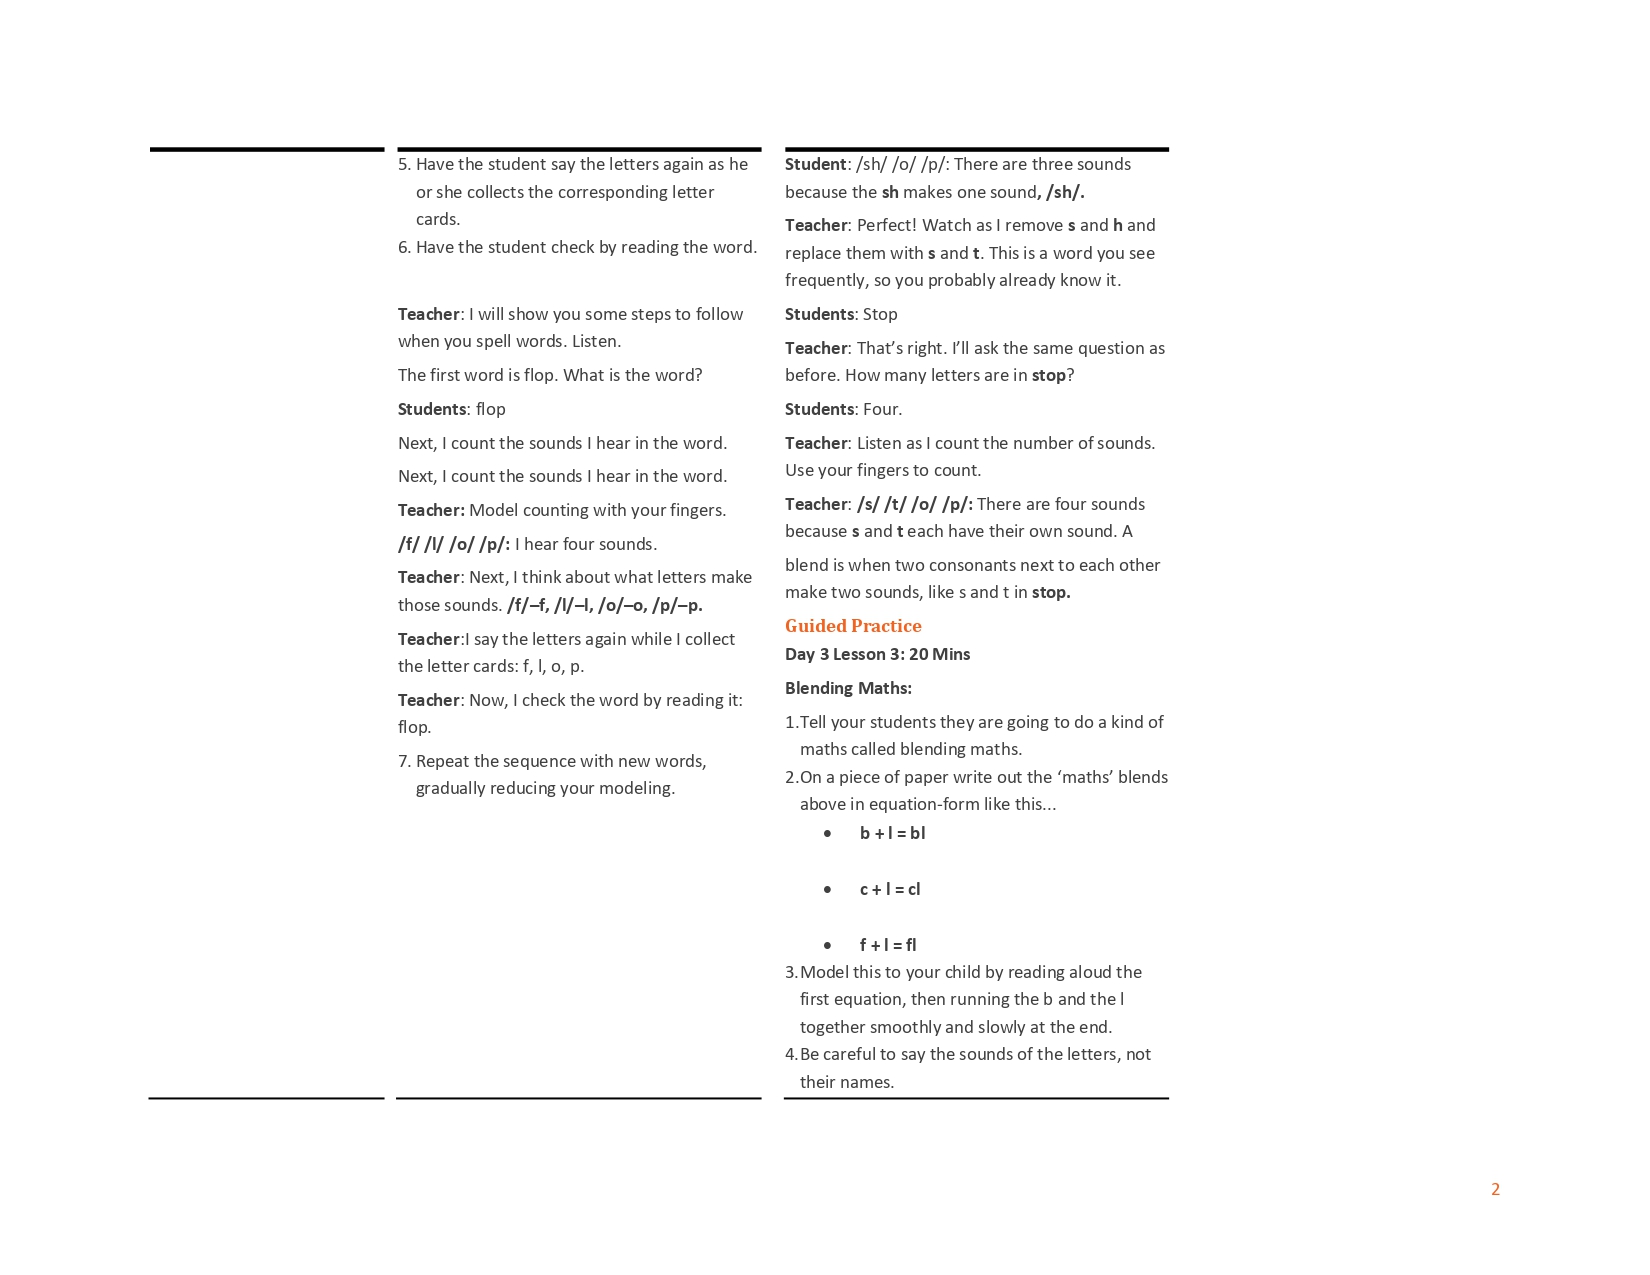 5. Have the student say the letters again as he
or she collects the corresponding letter
cards.
6. Have the student check by reading the word.
Teacher: I will show you some steps to follow
when you spell words. Listen.
The first word is flop. What is the word?
Students: flop
Next, I count the sounds I hear in the word.
Next, I count the sounds I hear in the word.
Teacher: Model counting with your fingers.
/f/ /l/ /o/ /p/: I hear four sounds.
Teacher: Next, I think about what letters make
those sounds. /f/–f, /l/–l, /o/–o, /p/–p.
Teacher:I say the letters again while I collect
the letter cards: f, l, o, p.
Teacher: Now, I check the word by reading it:
flop.
7. Repeat the sequence with new words,
gradually reducing your modeling.
Student: /sh/ /o/ /p/: There are three sounds
because the sh makes one sound, /sh/.
Teacher: Perfect! Watch as I remove s and h and
replace them with s and t. This is a word you see
frequently, so you probably already know it.
Students: Stop
Teacher: That’s right. I’ll ask the same question as
before. How many letters are in stop?
Students: Four.
Teacher: Listen as I count the number of sounds.
Use your fingers to count.
Teacher: /s/ /t/ /o/ /p/: There are four sounds
because s and t each have their own sound. A
blend is when two consonants next to each other
make two sounds, like s and t in stop.
Guided Practice
Day 3 Lesson 3: 20 Mins
Blending Maths:
1.Tell your students they are going to do a kind of
maths called blending maths.
2.On a piece of paper write out the ‘maths’ blends
above in equation-form like this...
• b + l = bl
• c + l = cl
• f + l = fl
3.Model this to your child by reading aloud the
first equation, then running the b and the l
together smoothly and slowly at the end.
4.Be careful to say the sounds of the letters, not
their names.
2